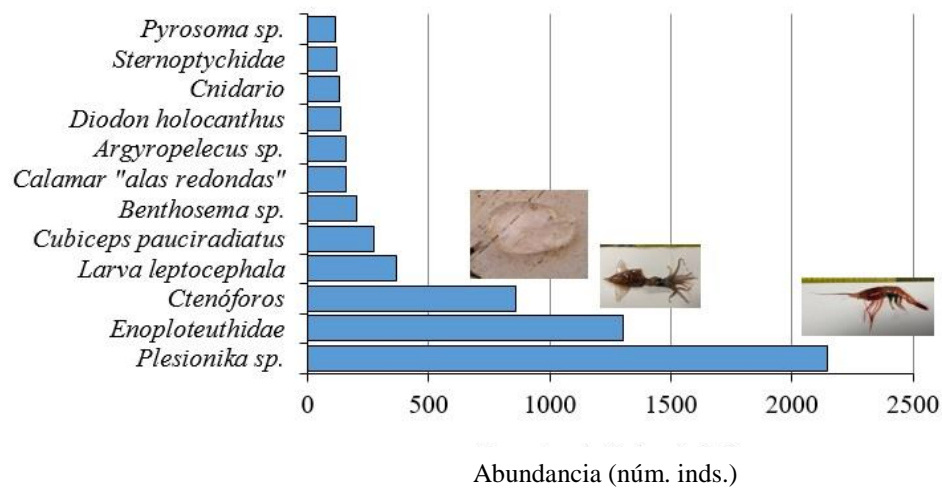 Pyrosoma sp.
Sternoptychidae
Cnidario
Diodon holocanthus
Argyropelecus sp.
Calamar "alas redondas"
Benthosema sp.
Cubiceps pauciradiatus
Larva leptocephala
Ctenóforos
Enoploteuthidae
Plesionika sp.
0 500 1000 1500 2000 2500
Abundancia (núm. inds.)